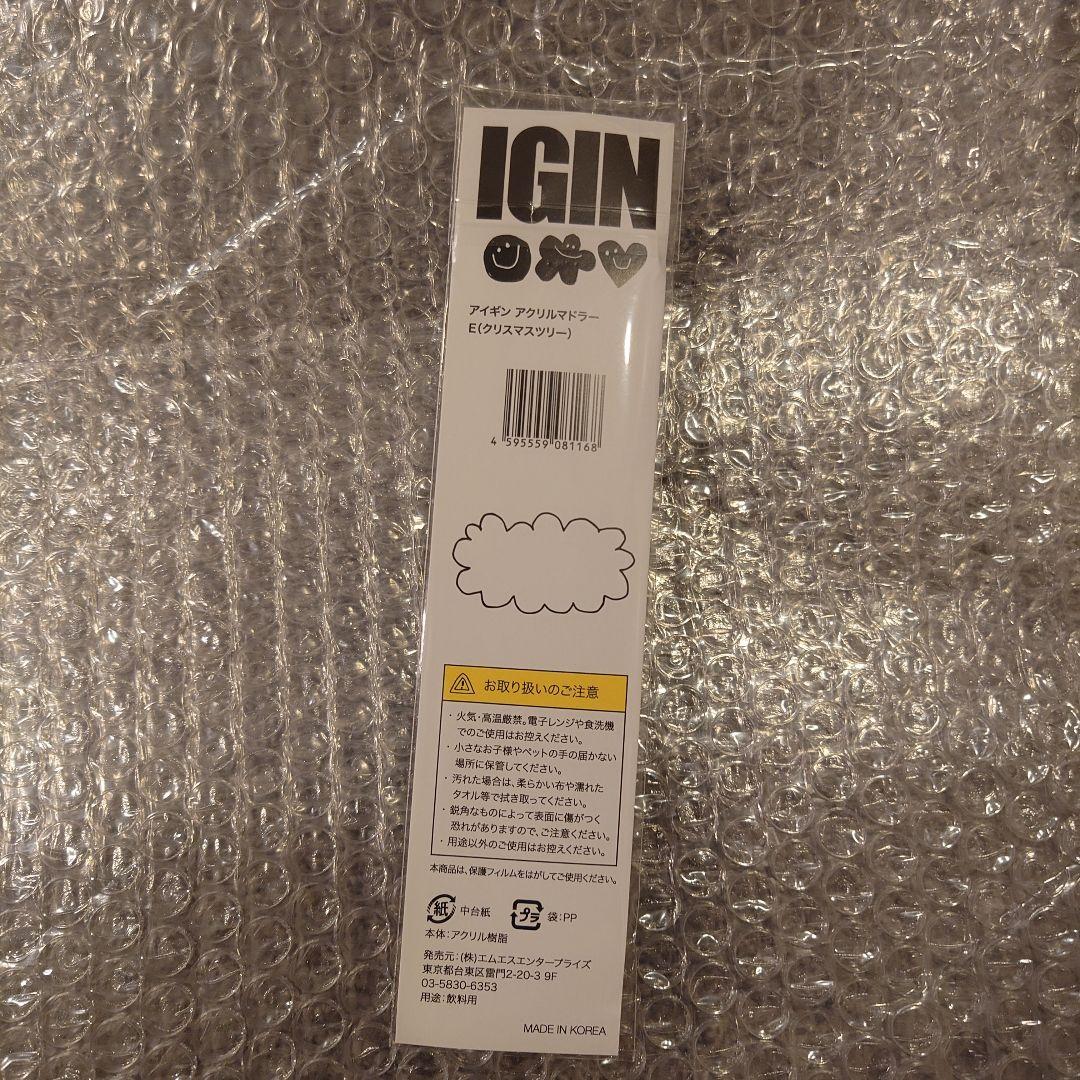 IGIN
アイギン アクリルマドラー
E(クリスマスツリー)
4 595559 081168
お取り扱いのご注意
・火気・高温厳禁。電子レンジや食洗機
でのご使用はお控えください。
・小さなお子様やペットの手の届かない
場所に保管してください。
・汚れた場合は、柔らかい布や濡れた
タオル等で拭き取ってください。
・鋭角なものによって表面に傷がつく
恐れがありますので、ご注意ください。
・用途以外のご使用はお控えください。
本商品は、保護フィルムをはがしてご使用ください。
紙 中台紙 プラ 袋:PP
本体:アクリル樹脂
発売元:(株)エムエスエンタープライズ
東京都台東区雷門2-20-3 9F
03-5830-6353
用途:飲料用
MADE IN KOREA